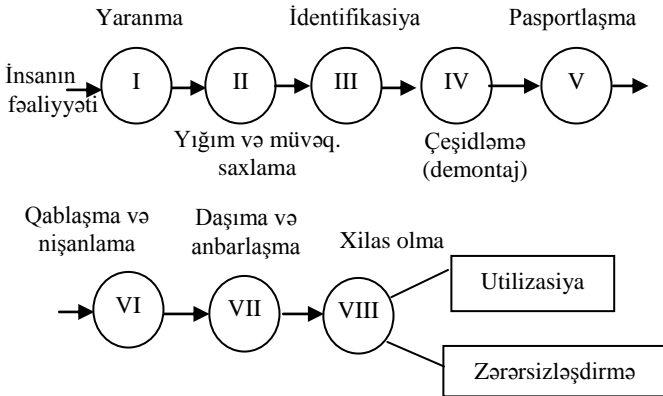 Yaranma İdentifikasiya Pasportlaşma
İnsanın
fəaliyyəti
I II III IV V
Yığım və müvəq.
saxlama
Çeşidləmə
(demontaj)
Qablaşma və
nişanlama
Daşıma və
anbarlaşma
Xilas olma
VI VII VIII
Utilizasiya
Zərərsizləşdirmə